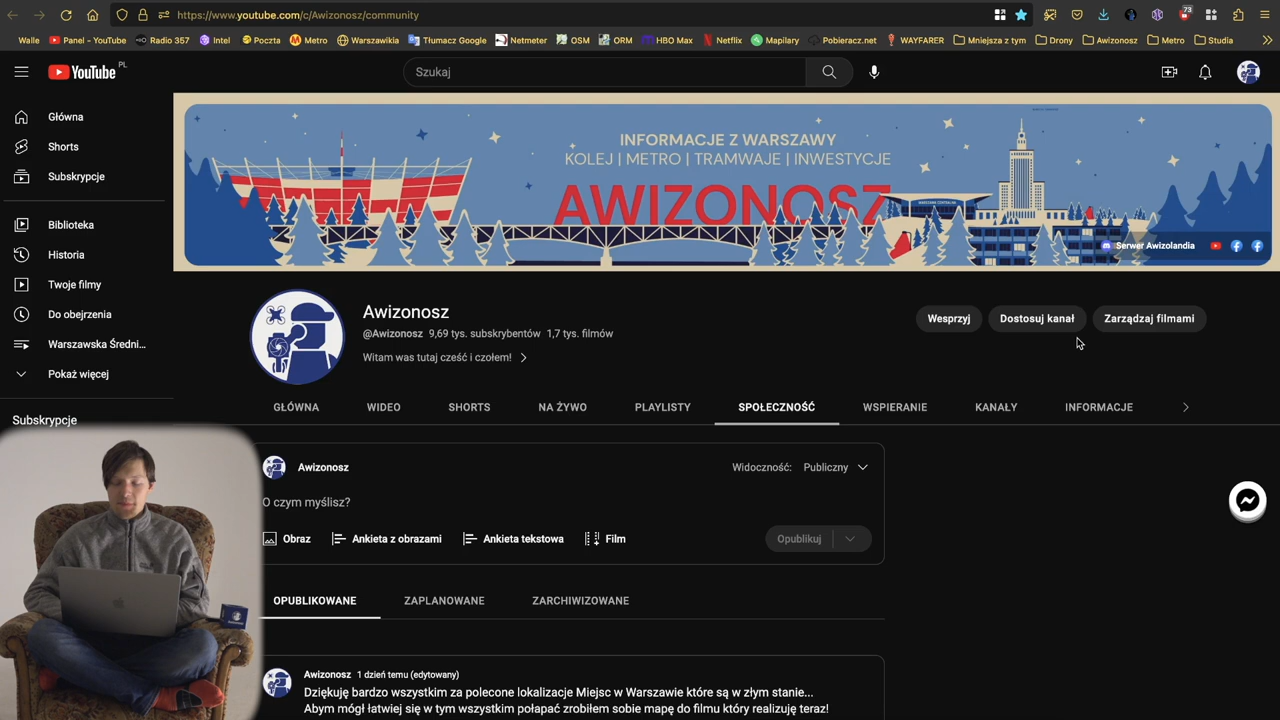 https://www.youtube.com/c/Awizonosz/community
73
Walle
Panel - YouTube
Radio 357
Intel
Poczta
Metro
Warszawikia
Tłumacz Google
Netmeter
OSM
ORM
HBO Max
Netflix
Mapilary
Pobieracz.net
WAYFARER
Mniejsza z tym
Drony
Awizonosz
Metro
Studia
YouTube PL
Szukaj
Główna
Shorts
Subskrypcje
Biblioteka
Historia
Twoje filmy
Do obejrzenia
Warszawska Średni...
Pokaż więcej
Subskrypcje
INFORMACJE Z WARSZAWY
KOLEJ | METRO | TRAMWAJE | INWESTYCJE
AWIZONOSZ
WARSZAWA CENTRALNA
Serwer Awizolandia
Awizonosz
@Awizonosz 9,69 tys. subskrybentów 1,7 tys. filmów
Witam was tutaj cześć i czołem!
Wesprzyj
Dostosuj kanał
Zarządzaj filmami
GŁÓWNA
WIDEO
SHORTS
NA ŻYWO
PLAYLISTY
SPOŁECZNOŚĆ
WSPIERANIE
KANAŁY
INFORMACJE
Awizonosz
Widoczność: Publiczny
O czym myślisz?
Obraz
Ankieta z obrazami
Ankieta tekstowa
Film
Opublikuj
OPUBLIKOWANE
ZAPLANOWANE
ZARCHIWIZOWANE
Awizonosz 1 dzień temu (edytowany)
Dziękuję bardzo wszystkim za polecone lokalizacje Miejsc w Warszawie które są w złym stanie...
Abym mógł łatwiej się w tym wszystkim połapać zrobiłem sobie mapę do filmu który realizuję teraz!